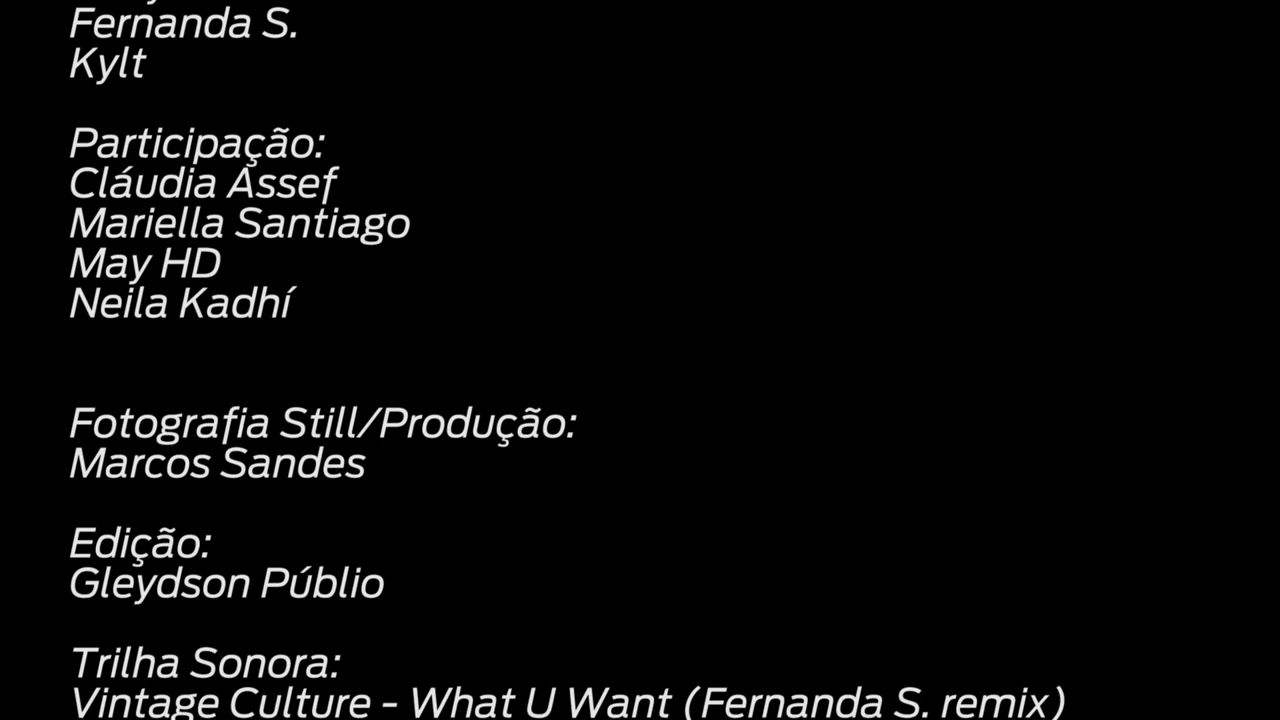 Fernanda S.
Kylt
Participação:
Cláudia Assef
Mariella Santiago
May HD
Neila Kadhí
Fotografia Still/Produção:
Marcos Sandes
Edição:
Gleydson Públio
Trilha Sonora:
Vintage Culture - What U Want (Fernanda S. remix)